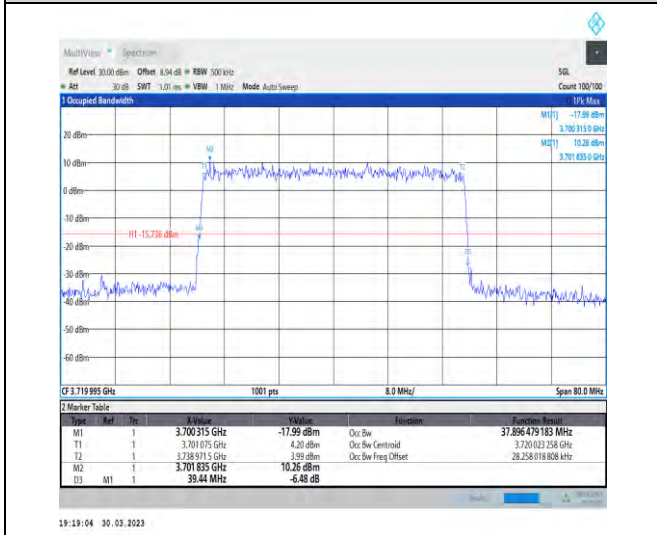 MultiView Spectrum
Ref Level 30.00 dBm Offset 8.94 dB RBW 500 kHz SGL
Att 30 dB SWT 1.01 ms VBW 1 MHz Mode Auto Sweep Count 100/100
1 Occupied Bandwidth 1Pk Max
M1[1] -17.99 dBm
3.700 315 0 GHz
M2[1] 10.26 dBm
3.701 835 0 GHz
20 dBm
M2
10 dBm
T1 T2
0 dBm
-10 dBm
H1 -15.736 dBm
-20 dBm
D3
-30 dBm
-40 dBm
-50 dBm
-60 dBm
CF 3.719 995 GHz 1001 pts 8.0 MHz/ Span 80.0 MHz
2 Marker Table
Type Ref Trc X-Value Y-Value Function Function Result
M1 1 3.700 315 GHz -17.99 dBm Occ Bw 37.896 479 183 MHz
T1 1 3.701 075 GHz 4.20 dBm Occ Bw Centroid 3.720 023 258 GHz
T2 1 3.738 971 5 GHz 3.99 dBm Occ Bw Freq Offset 28.258 018 808 kHz
M2 1 3.701 835 GHz 10.26 dBm
D3 M1 1 39.44 MHz -6.48 dB
19:19:04 30.03.2023